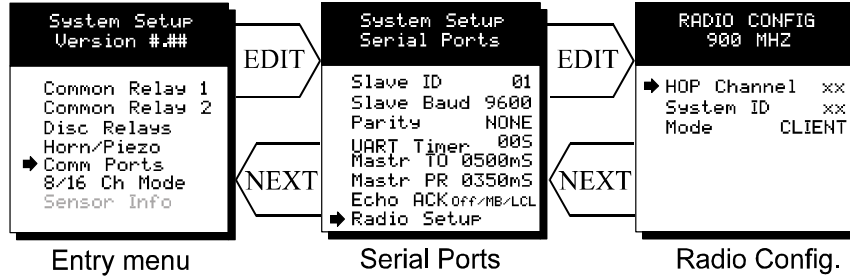 System Setup
Version #.##
Common Relay 1
Common Relay 2
Disc Relays
Horn/Piezo
Comm Ports
8/16 Ch Mode
Sensor Info
EDIT
NEXT
System Setup
Serial Ports
Slave ID 01
Slave Baud 9600
Parity NONE
UART Timer 00S
Mastr TO 0500mS
Mastr PR 0350mS
Echo ACK Off/MB/LCL
Radio Setup
EDIT
NEXT
RADIO CONFIG
900 MHZ
HOP Channel xx
System ID xx
Mode CLIENT
Entry menu
Serial Ports
Radio Config.